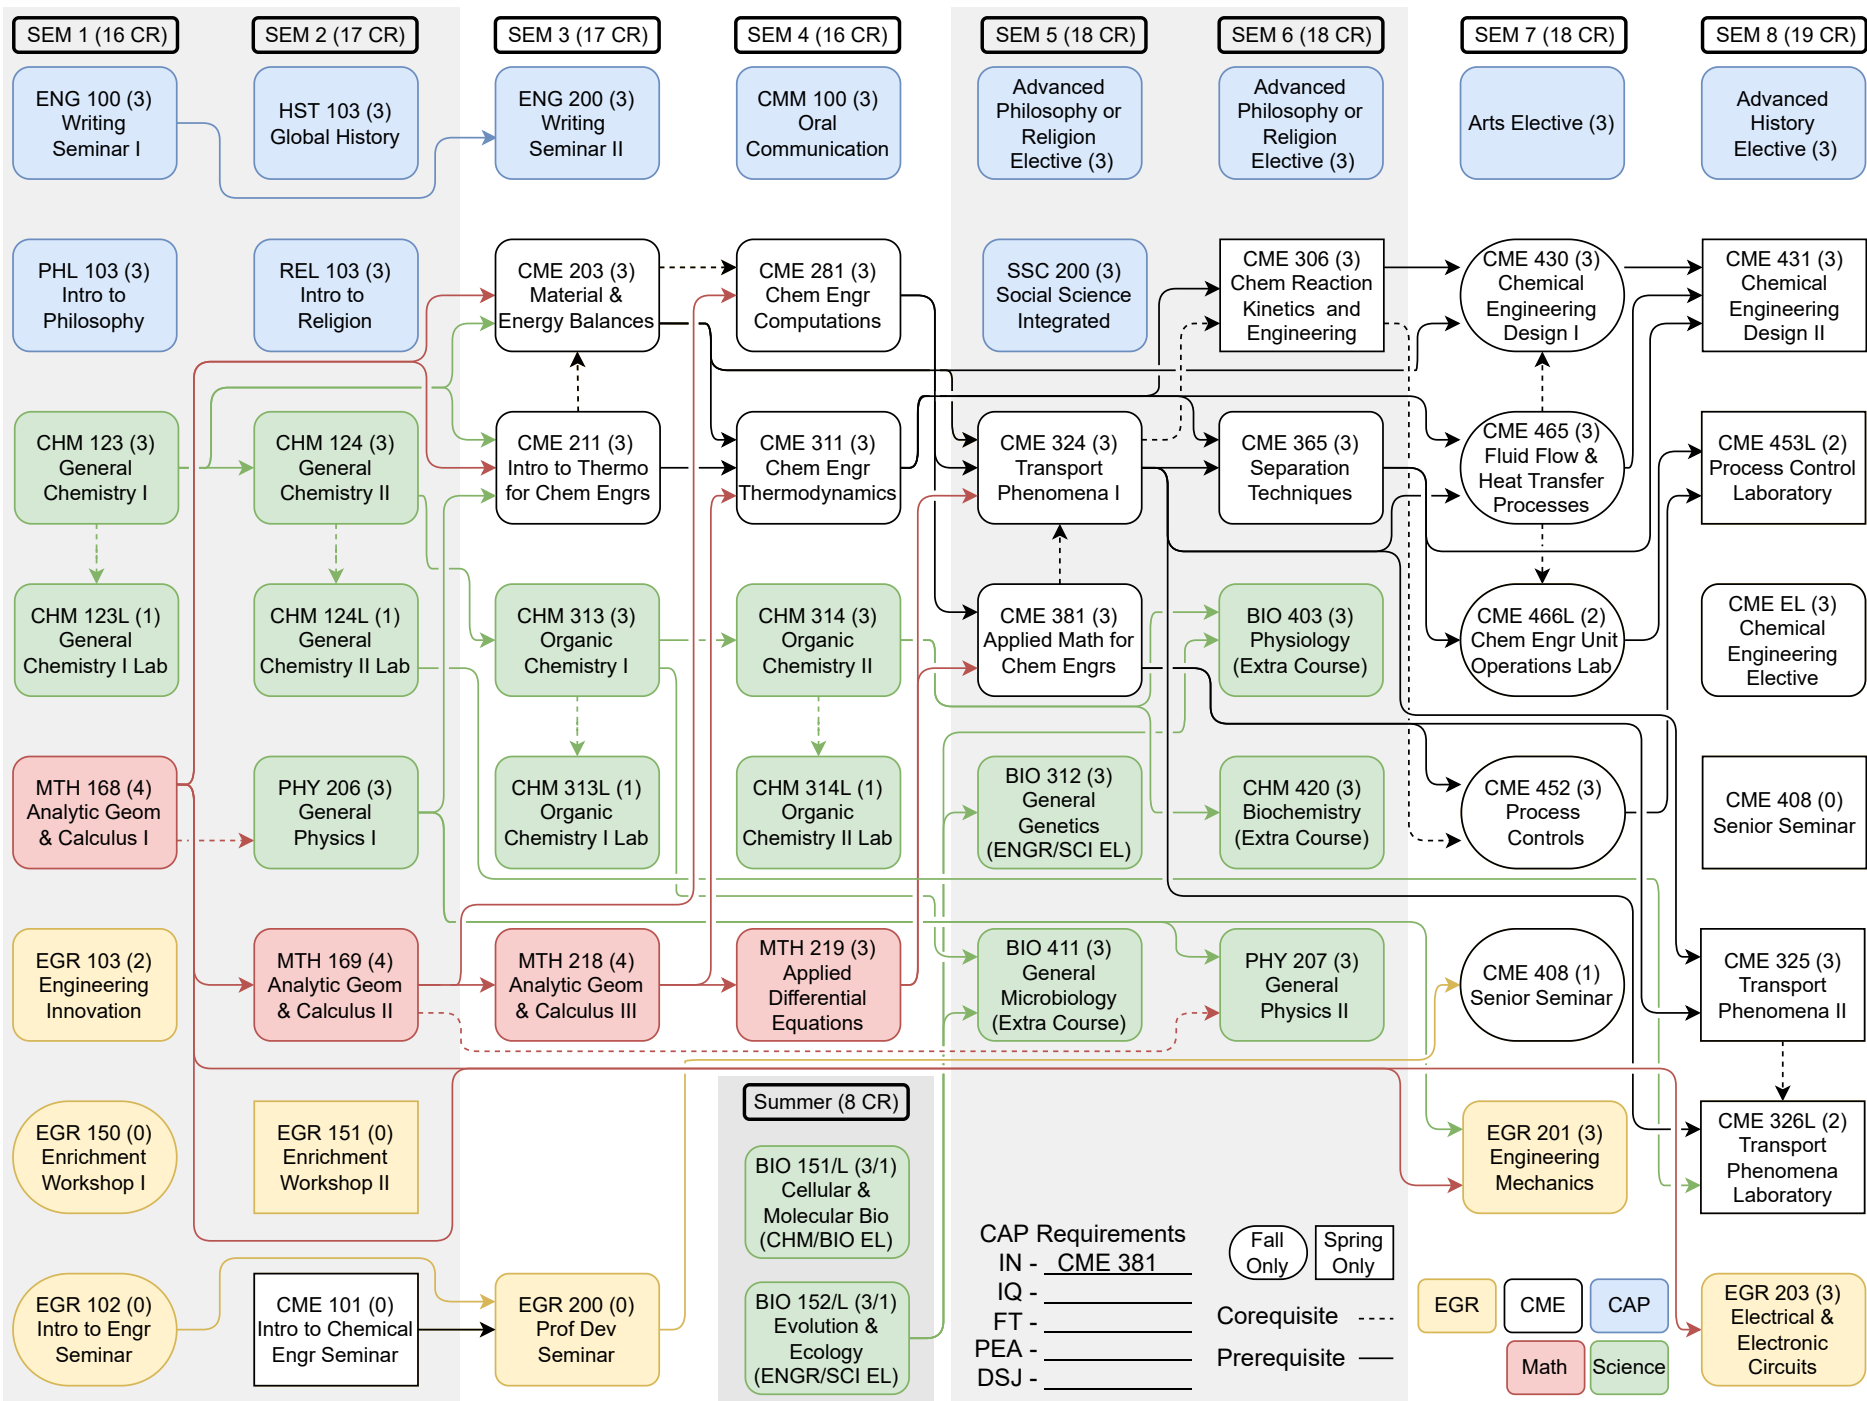 SEM 1 (16 CR)
SEM 2 (17 CR)
SEM 3 (17 CR)
SEM 4 (16 CR)
SEM 5 (18 CR)
SEM 6 (18 CR)
SEM 7 (18 CR)
SEM 8 (19 CR)
ENG 100 (3)
Writing
Seminar I
HST 103 (3)
Global History
ENG 200 (3)
Writing
Seminar II
CMM 100 (3)
Oral
Communication
Advanced
Philosophy or
Religion
Elective (3)
Advanced
Philosophy or
Religion
Elective (3)
Arts Elective (3)
Advanced
History
Elective (3)
PHL 103 (3)
Intro to
Philosophy
REL 103 (3)
Intro to
Religion
CME 203 (3)
Material &
Energy Balances
CME 281 (3)
Chem Engr
Computations
SSC 200 (3)
Social Science
Integrated
CME 306 (3)
Chem Reaction
Kinetics and
Engineering
CME 430 (3)
Chemical
Engineering
Design I
CME 431 (3)
Chemical
Engineering
Design II
CHM 123 (3)
General
Chemistry I
CHM 124 (3)
General
Chemistry II
CME 211 (3)
Intro to Thermo
for Chem Engrs
CME 311 (3)
Chem Engr
Thermodynamics
CME 324 (3)
Transport
Phenomena I
CME 365 (3)
Separation
Techniques
CME 465 (3)
Fluid Flow &
Heat Transfer
Processes
CME 453L (2)
Process Control
Laboratory
CHM 123L (1)
General
Chemistry I Lab
CHM 124L (1)
General
Chemistry II Lab
CHM 313 (3)
Organic
Chemistry I
CHM 314 (3)
Organic
Chemistry II
CME 381 (3)
Applied Math for
Chem Engrs
BIO 403 (3)
Physiology
(Extra Course)
CME 466L (2)
Chem Engr Unit
Operations Lab
CME EL (3)
Chemical
Engineering
Elective
MTH 168 (4)
Analytic Geom
& Calculus I
PHY 206 (3)
General
Physics I
CHM 313L (1)
Organic
Chemistry I Lab
CHM 314L (1)
Organic
Chemistry II Lab
BIO 312 (3)
General
Genetics
(ENGR/SCI EL)
CHM 420 (3)
Biochemistry
(Extra Course)
CME 452 (3)
Process
Controls
CME 408 (0)
Senior Seminar
EGR 103 (2)
Engineering
Innovation
MTH 169 (4)
Analytic Geom
& Calculus II
MTH 218 (4)
Analytic Geom
& Calculus III
MTH 219 (3)
Applied
Differential
Equations
BIO 411 (3)
General
Microbiology
(Extra Course)
PHY 207 (3)
General
Physics II
CME 408 (1)
Senior Seminar
CME 325 (3)
Transport
Phenomena II
EGR 150 (0)
Enrichment
Workshop I
EGR 151 (0)
Enrichment
Workshop II
Summer (8 CR)
BIO 151/L (3/1)
Cellular &
Molecular Bio
(CHM/BIO EL)
EGR 201 (3)
Engineering
Mechanics
CME 326L (2)
Transport
Phenomena
Laboratory
EGR 102 (0)
Intro to Engr
Seminar
CME 101 (0)
Intro to Chemical
Engr Seminar
EGR 200 (0)
Prof Dev
Seminar
BIO 152/L (3/1)
Evolution &
Ecology
(ENGR/SCI EL)
CAP Requirements
IN - CME 381
IQ -
FT -
PEA -
DSJ -
Fall
Only
Spring
Only
Corequisite
Prerequisite
EGR
CME
CAP
Math
Science
EGR 203 (3)
Electrical &
Electronic
Circuits